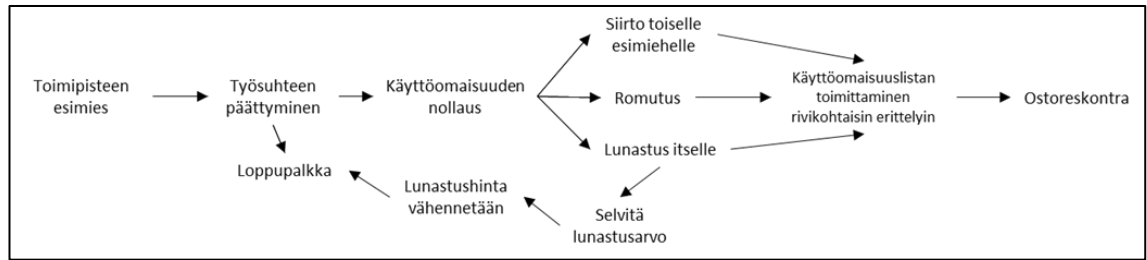 Toimipisteen
esimies
Työsuhteen
päättyminen
Käyttöomaisuuden
nollaus
Siirto toiselle
esimiehelle
Romutus
Lunastus itselle
Käyttöomaisuuslistan
toimittaminen
rivikohtaisin erittelyin
Ostoreskontra
Loppupalkka
Lunastushinta
vähennetään
Selvitä
lunastusarvo